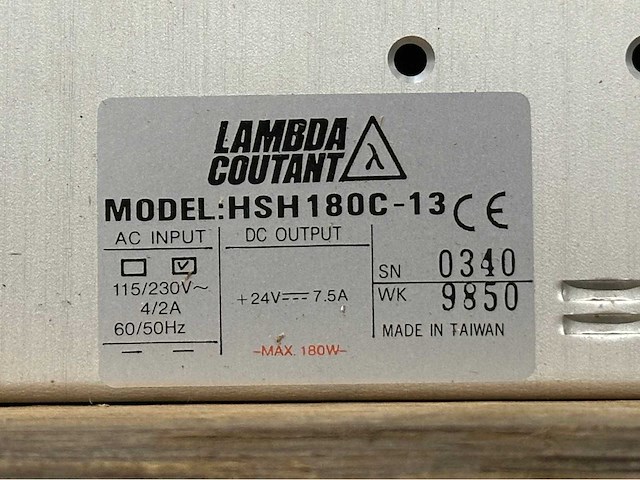 LAMBDA
COUTANT λ
MODEL:HSH180C-13 CE
AC INPUT
115/230V~
4/2A
60/50Hz
DC OUTPUT
+24V⎓ 7.5A
-MAX. 180W-
SN 0340
WK 9850
MADE IN TAIWAN